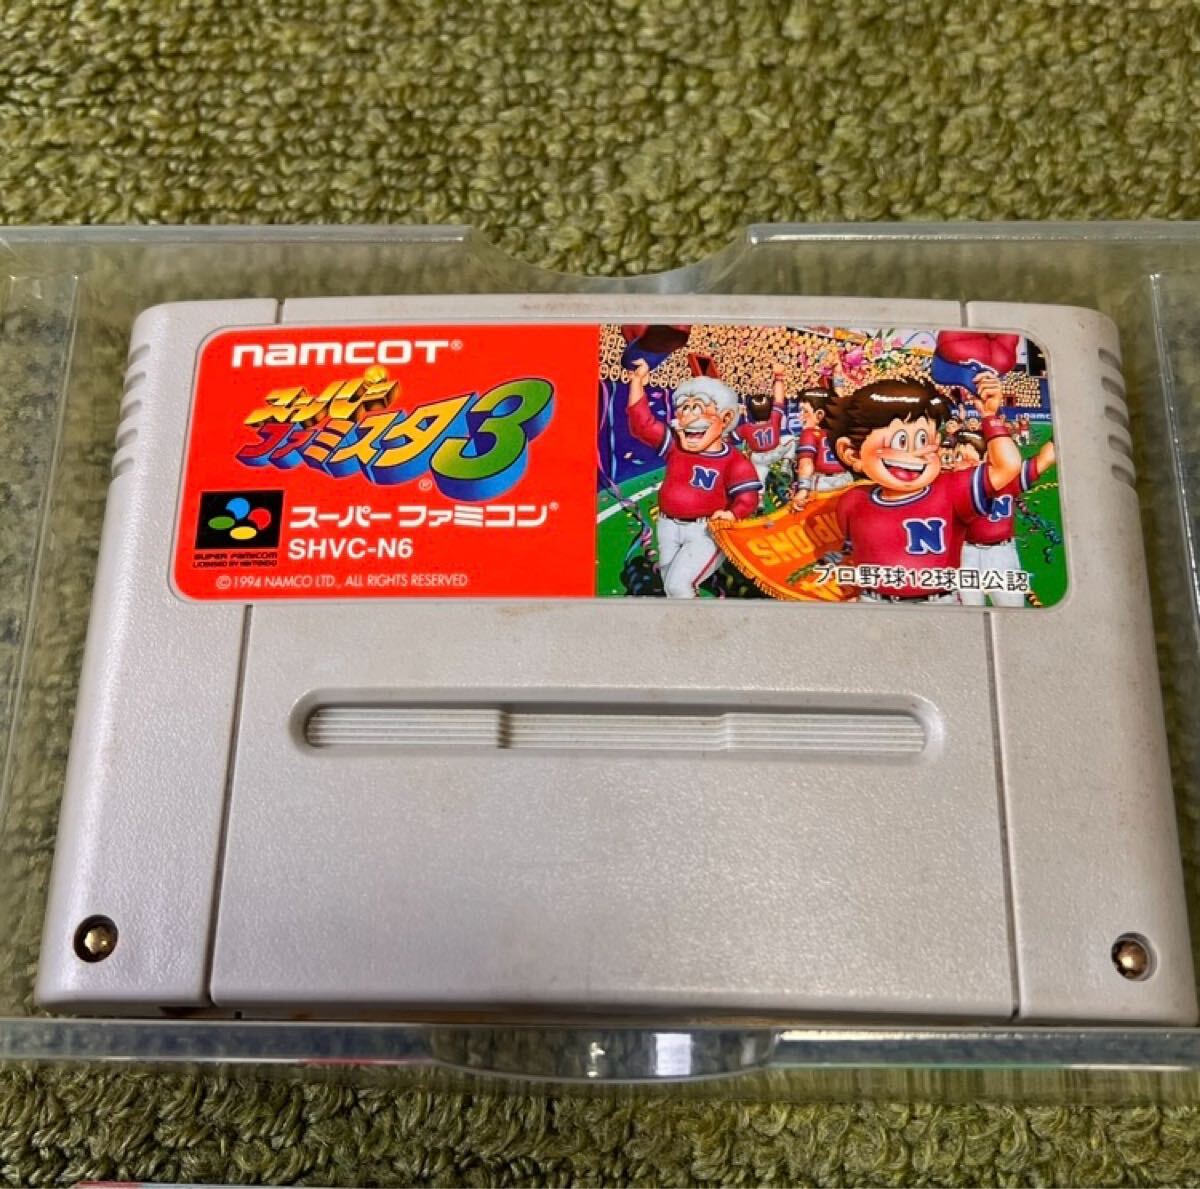 namcot®
スーパー
ファミスタ3®
SUPER FAMICOM
LICENSED BY NINTENDO
スーパーファミコン®
SHVC-N6
©1994 NAMCO LTD., ALL RIGHTS RESERVED
11
N
N
N
プロ野球12球団公認